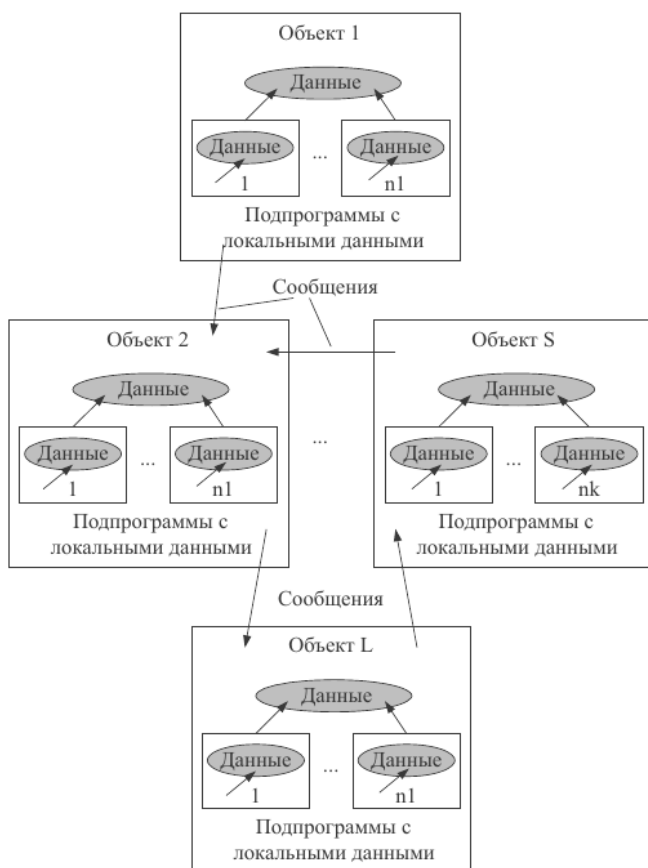 Объект 1
Данные
Данные
Данные
...
1
n1
Подпрограммы с
локальными данными
Сообщения
Объект 2
Данные
Данные
Данные
...
1
n1
Подпрограммы с
локальными данными
...
Объект S
Данные
Данные
Данные
...
1
nk
Подпрограммы с
локальными данными
Сообщения
Объект L
Данные
Данные
Данные
...
1
n1
Подпрограммы с
локальными данными